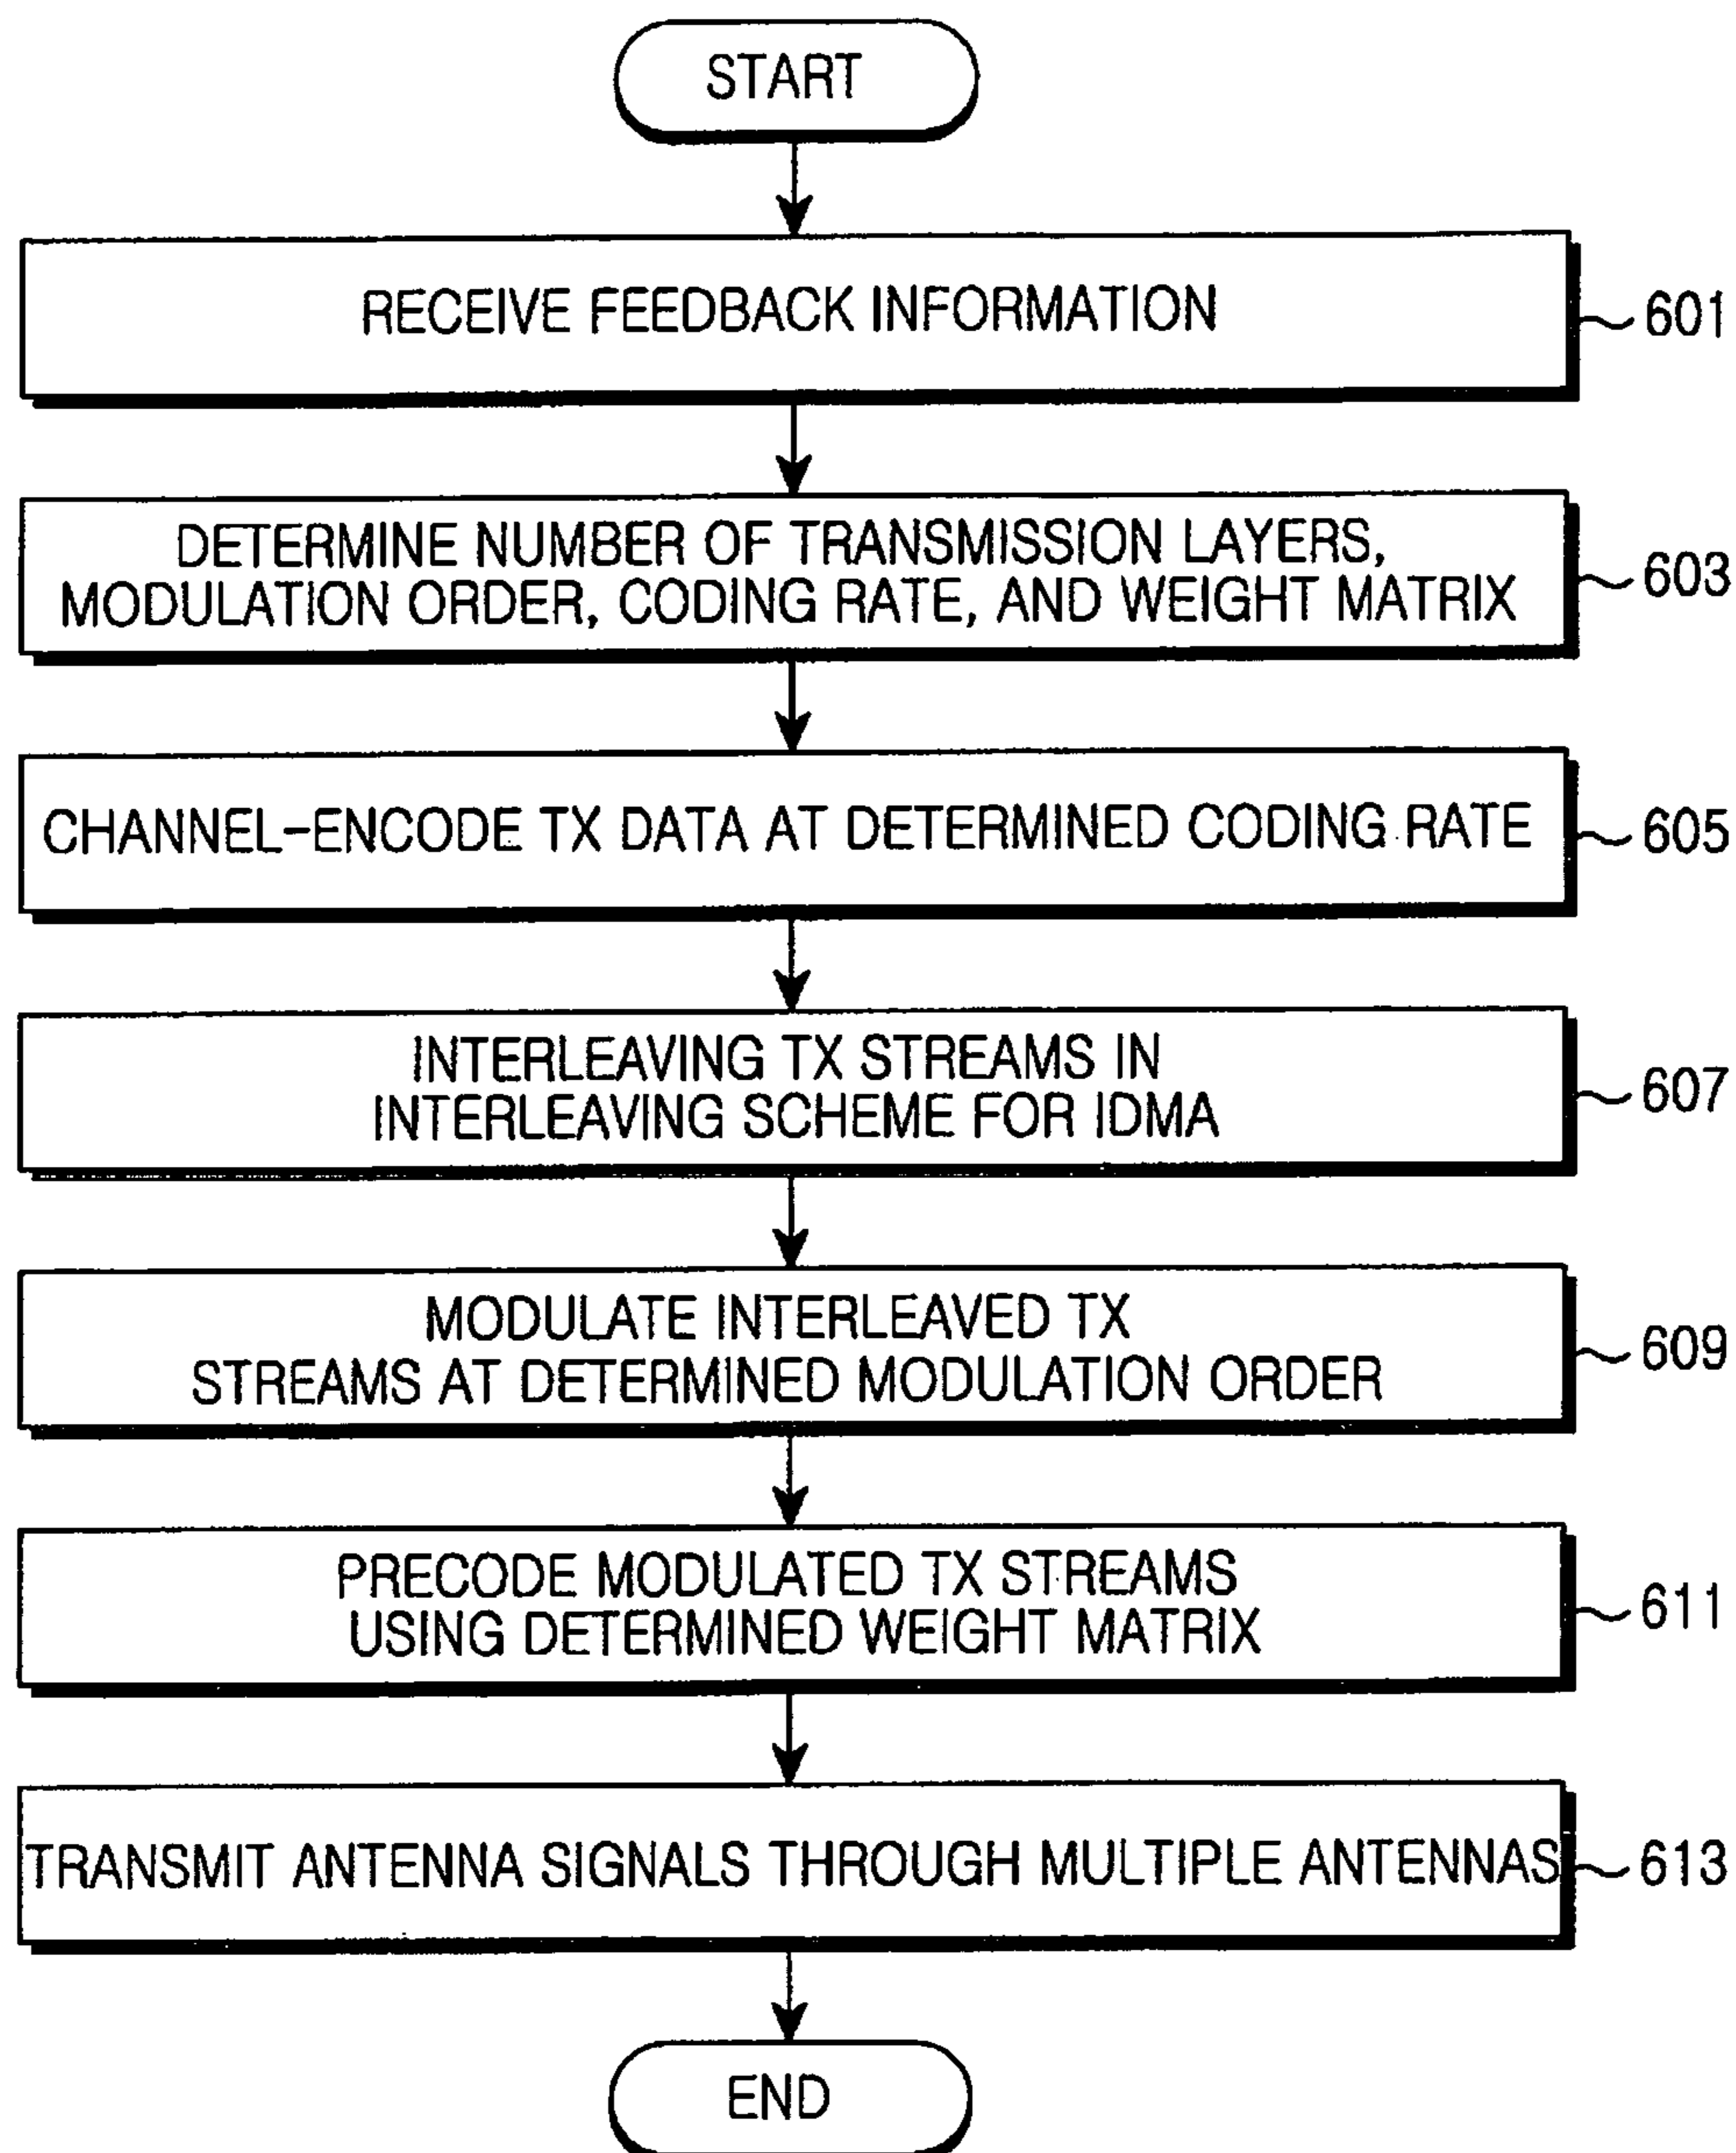 START
RECEIVE FEEDBACK INFORMATION
601
DETERMINE NUMBER OF TRANSMISSION LAYERS,
MODULATION ORDER, CODING RATE, AND WEIGHT MATRIX
603
CHANNEL-ENCODE TX DATA AT DETERMINED CODING RATE
605
INTERLEAVING TX STREAMS IN
INTERLEAVING SCHEME FOR IDMA
607
MODULATE INTERLEAVED TX
STREAMS AT DETERMINED MODULATION ORDER
609
PRECODE MODULATED TX STREAMS
USING DETERMINED WEIGHT MATRIX
611
TRANSMIT ANTENNA SIGNALS THROUGH MULTIPLE ANTENNAS
613
END